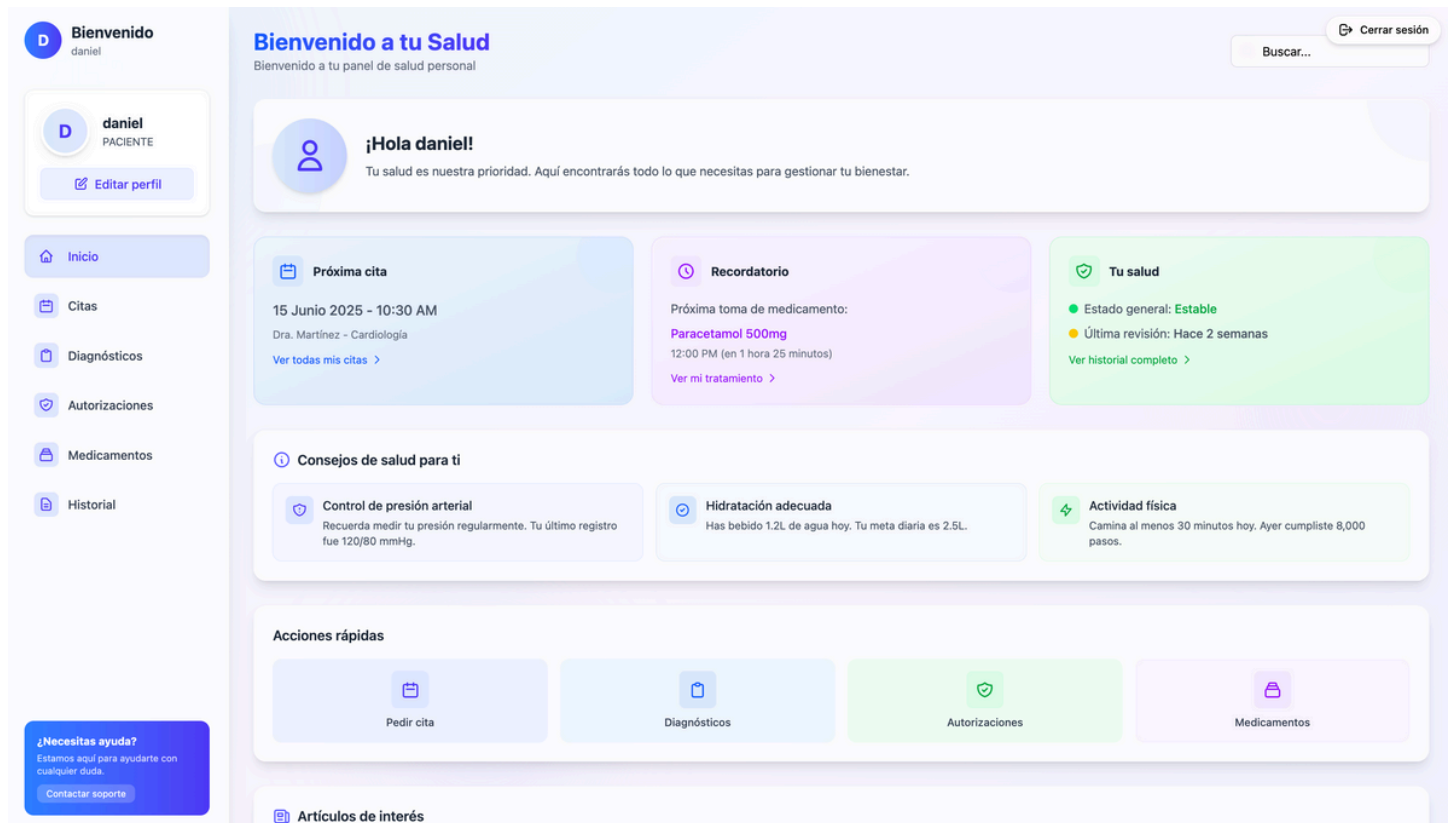 D
Bienvenido
daniel
D
daniel
PACIENTE
Editar perfil
Inicio
Citas
Diagnósticos
Autorizaciones
Medicamentos
Historial
¿Necesitas ayuda?
Estamos aquí para ayudarte con
cualquier duda.
Contactar soporte
Bienvenido a tu Salud
Bienvenido a tu panel de salud personal
Cerrar sesión
Buscar...
¡Hola daniel!
Tu salud es nuestra prioridad. Aquí encontrarás todo lo que necesitas para gestionar tu bienestar.
Próxima cita
15 Junio 2025 - 10:30 AM
Dra. Martínez - Cardiología
Ver todas mis citas
Recordatorio
Próxima toma de medicamento:
Paracetamol 500mg
12:00 PM (en 1 hora 25 minutos)
Ver mi tratamiento
Tu salud
Estado general: Estable
Última revisión: Hace 2 semanas
Ver historial completo
Consejos de salud para ti
Control de presión arterial
Recuerda medir tu presión regularmente. Tu último registro
fue 120/80 mmHg.
Hidratación adecuada
Has bebido 1.2L de agua hoy. Tu meta diaria es 2.5L.
Actividad física
Camina al menos 30 minutos hoy. Ayer cumpliste 8,000
pasos.
Acciones rápidas
Pedir cita
Diagnósticos
Autorizaciones
Medicamentos
Artículos de interés